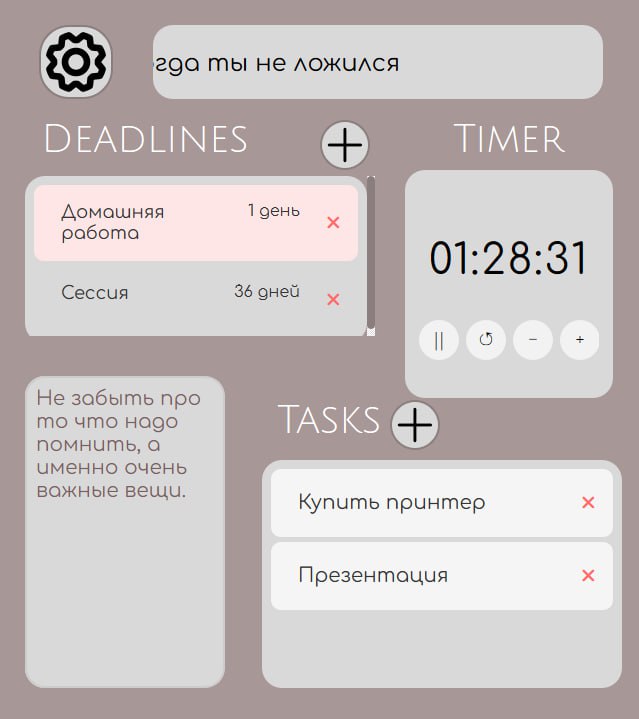 гда ты не ложился
Deadlines
Timer
Домашняя
работа
1 день
Сессия
36 дней
01:28:31
Не забыть про
то что надо
помнить, а
именно очень
важные вещи.
Tasks
Купить принтер
Презентация